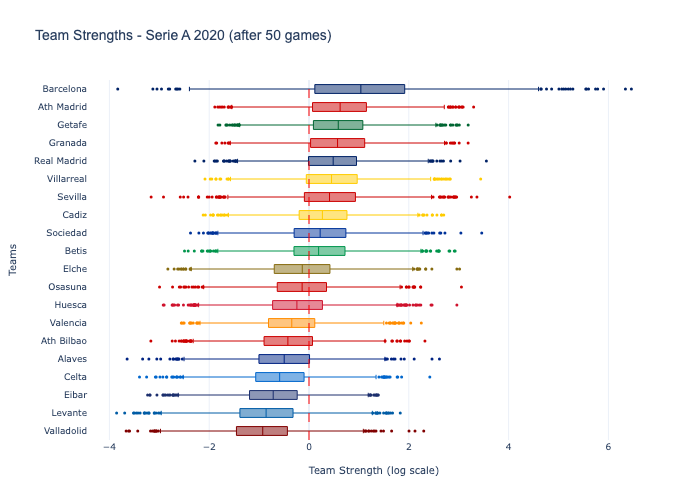 Team Strengths - Serie A 2020 (after 50 games)
Barcelona
Ath Madrid
Getafe
Granada
Real Madrid
Villarreal
Sevilla
Cadiz
Sociedad
Betis
Elche
Osasuna
Huesca
Valencia
Ath Bilbao
Alaves
Celta
Eibar
Levante
Valladolid
Teams
−4 −2 0 2 4 6
Team Strength (log scale)